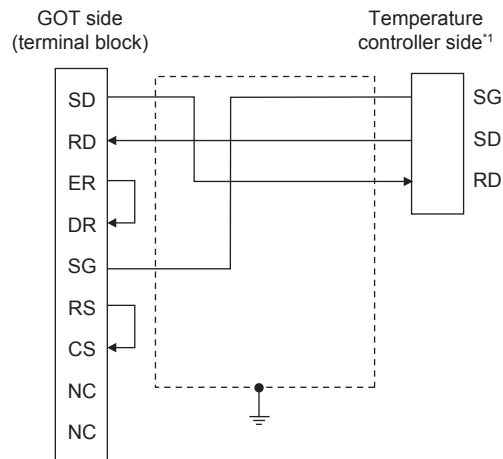 GOT side
(terminal block)
Temperature
controller side*1
SD
RD
ER
DR
SG
RS
CS
NC
NC
SG
SD
RD